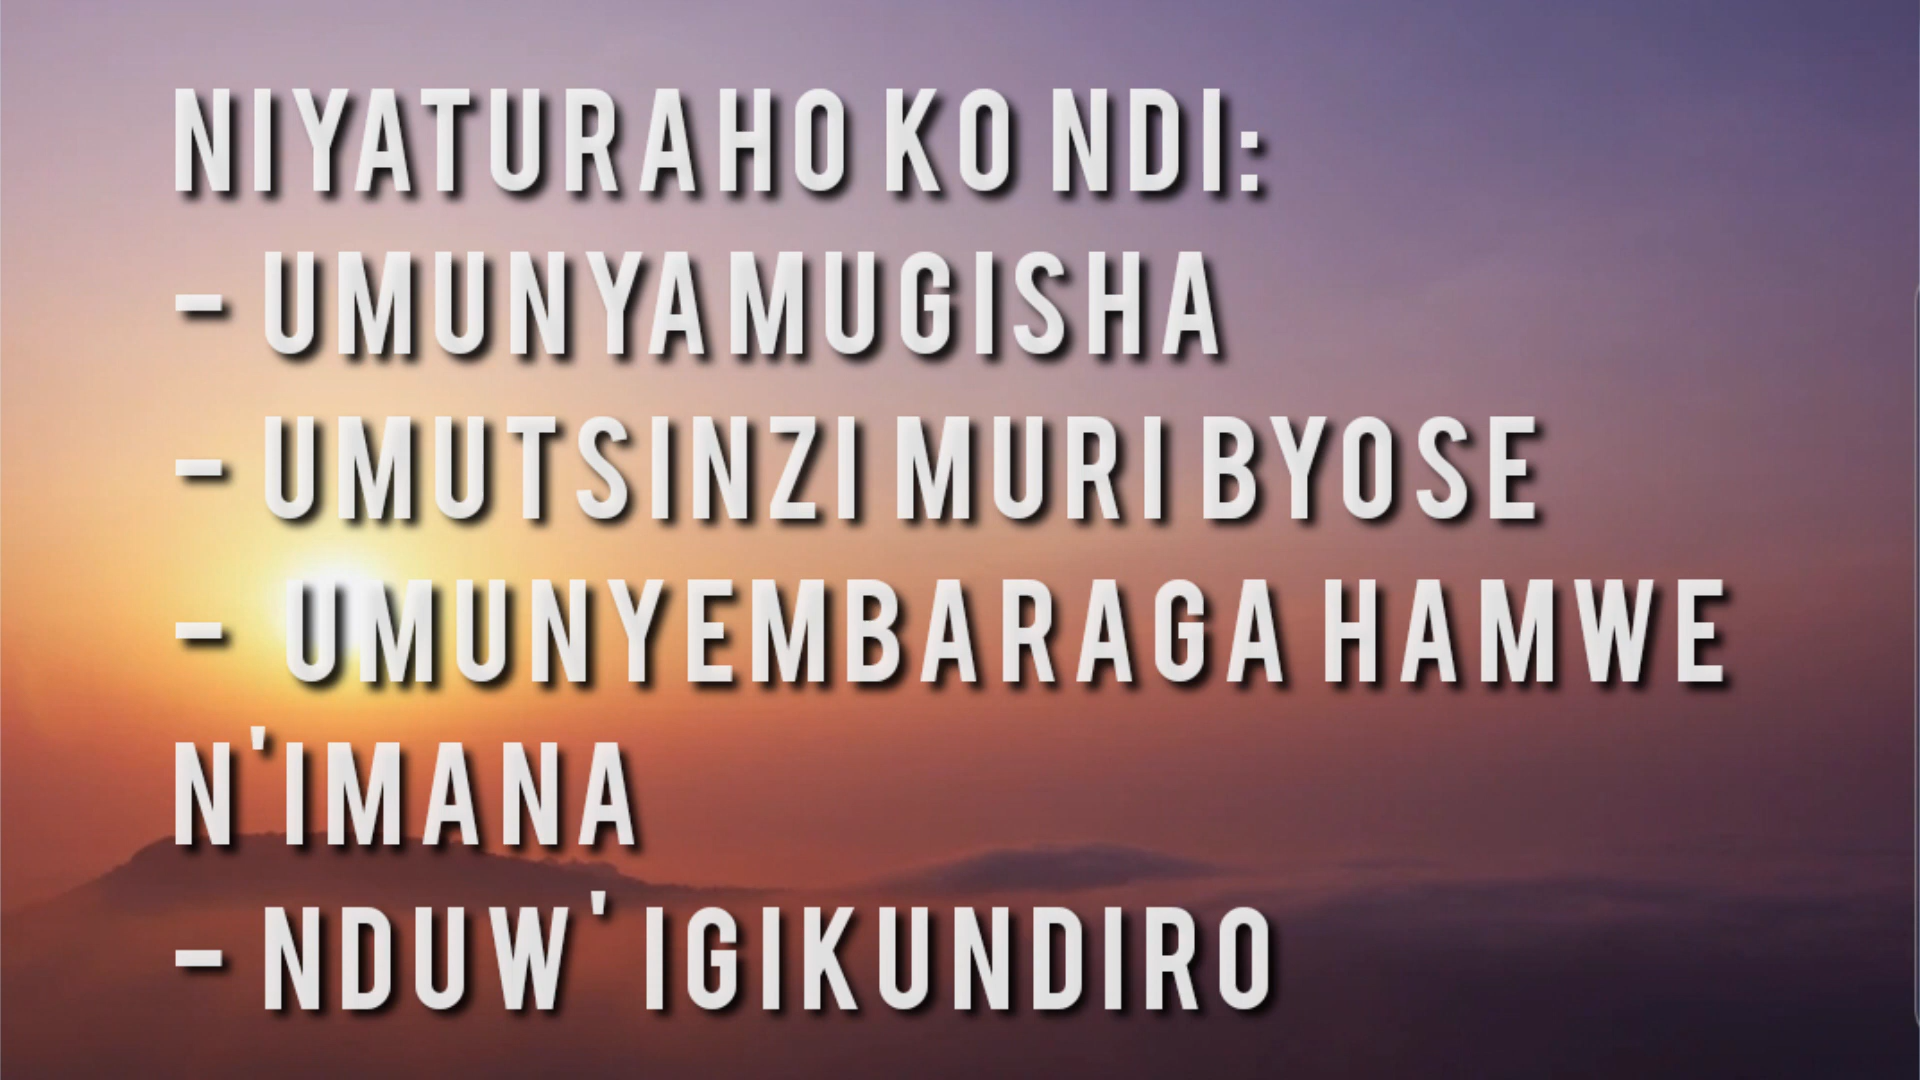 NIYATURAHO KO NDI:
- UMUNYAMUGISHA
- UMUTSINZI MURI BYOSE
- UMUNYEMBARAGA HAMWE
N'IMANA
- NDUW' IGIKUNDIRO